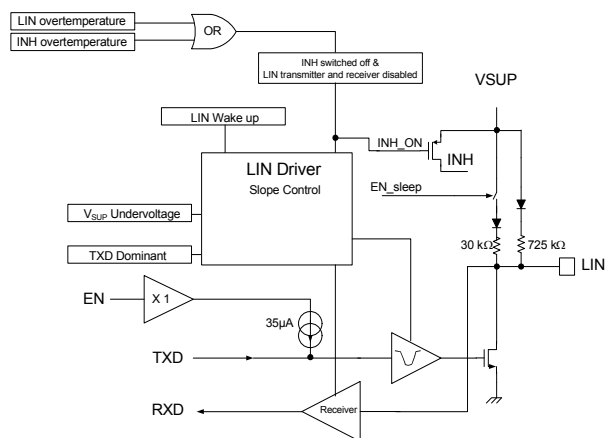 LIN overtemperature
INH overtemperature
OR
INH switched off &
LIN transmitter and receiver disabled
VSUP
LIN Wake up
INH_ON
INH
LIN Driver
Slope Control
EN_sleep
VSUP Undervoltage
TXD Dominant
30 kΩ
725 kΩ
LIN
EN
X 1
35µA
TXD
RXD
Receiver